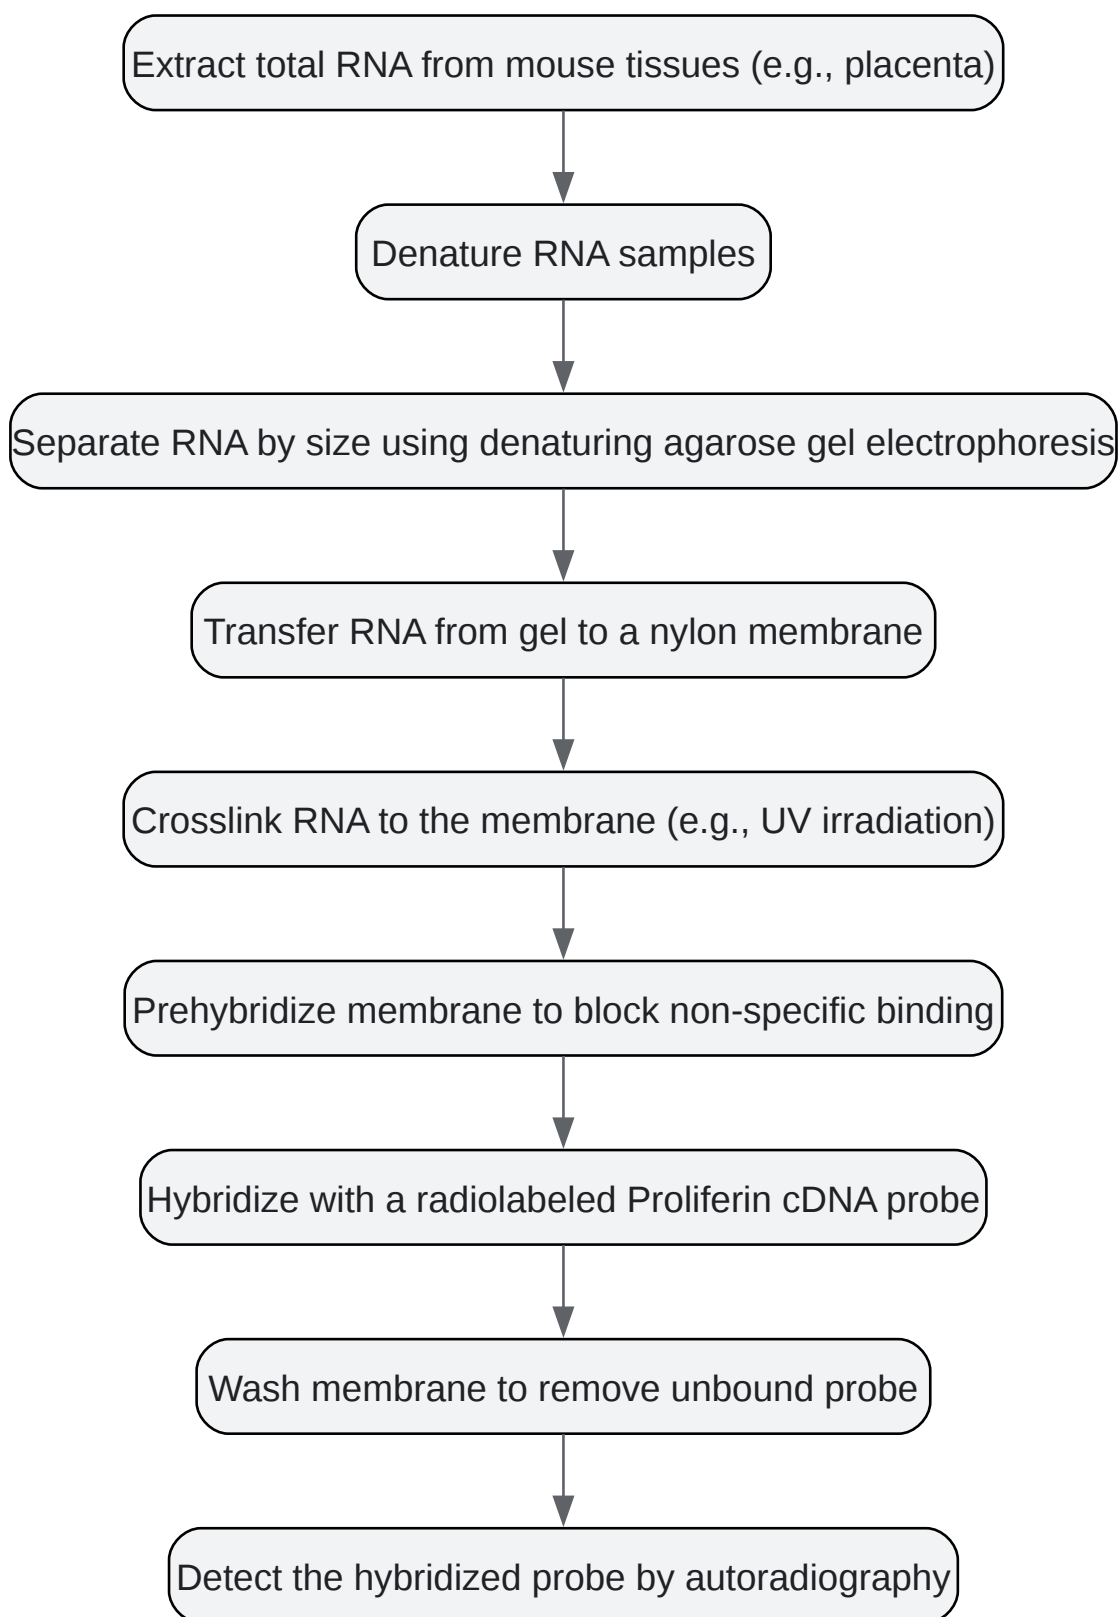 Extract total RNA from mouse tissues (e.g., placenta)
Denature RNA samples
Separate RNA by size using denaturing agarose gel electrophoresis
Transfer RNA from gel to a nylon membrane
Crosslink RNA to the membrane (e.g., UV irradiation)
Prehybridize membrane to block non-specific binding
Hybridize with a radiolabeled Proliferin cDNA probe
Wash membrane to remove unbound probe
Detect the hybridized probe by autoradiography